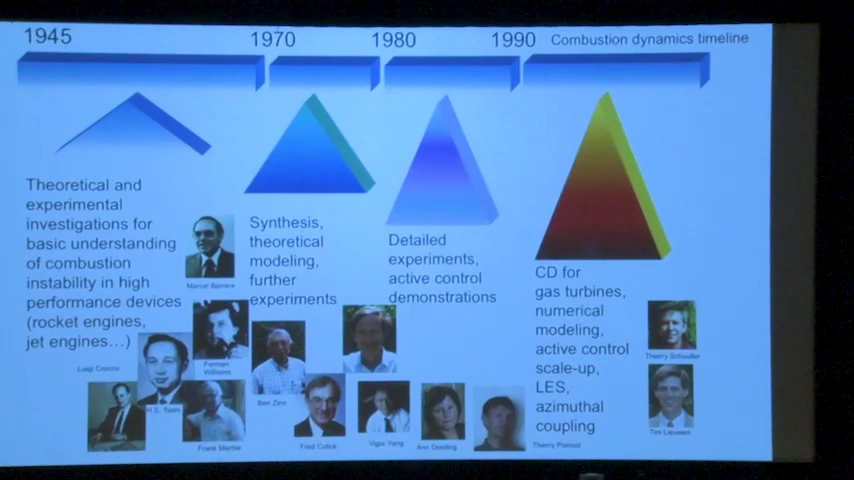 1945
1970
1980
1990
Combustion dynamics timeline
Theoretical and
experimental
investigations for
basic understanding
of combustion
instability in high
performance devices
(rocket engines,
jet engines...)
Synthesis,
theoretical
modeling,
further
experiments
Detailed
experiments,
active control
demonstrations
CD for
gas turbines,
numerical
modeling,
active control
scale-up,
LES,
azimuthal
coupling
Marcel Barrère
Luigi Crocco
H.S. Tsien
Forman
Williams
Frank Marble
Ben Zinn
Fred Culick
Vigor Yang
Ann Dowling
Thierry Poinsot
Thierry Schuller
Tim Lieuwen